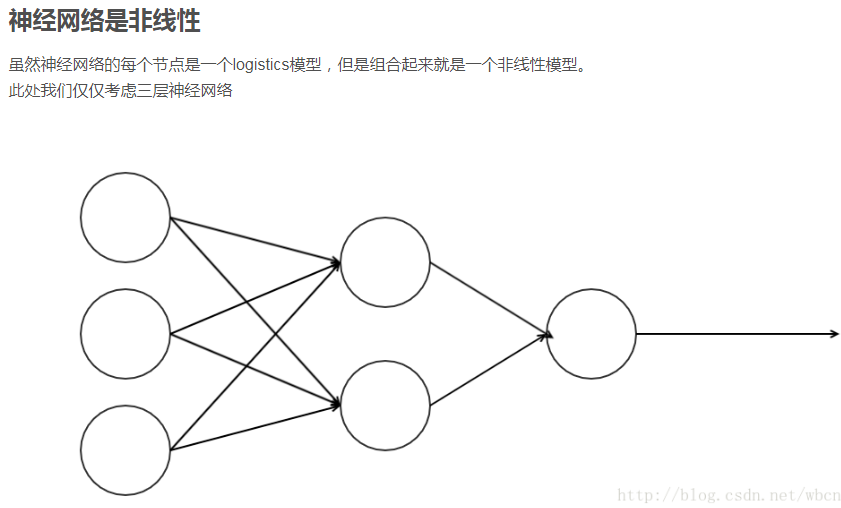 神经网络是非线性
虽然神经网络的每个节点是一个logistics模型，但是组合起来就是一个非线性模型。
此处我们仅仅考虑三层神经网络
http://blog.csdn.net/wbcn